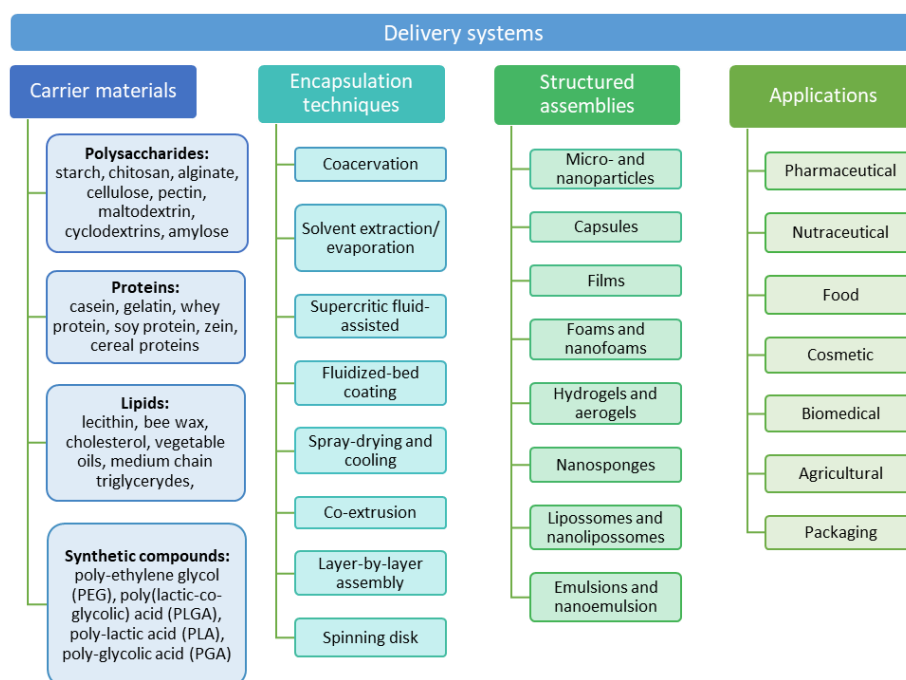 Delivery systems
Carrier materials
Polysaccharides:
starch, chitosan, alginate,
cellulose, pectin,
maltodextrin,
cyclodextrins, amylose
Proteins:
casein, gelatin, whey
protein, soy protein, zein,
cereal proteins
Lipids:
lecithin, bee wax,
cholesterol, vegetable
oils, medium chain
triglycerydes,
Synthetic compounds:
poly-ethylene glycol
(PEG), poly(lactic-co-
glycolic) acid (PLGA),
poly-lactic acid (PLA),
poly-glycolic acid (PGA)
Encapsulation
techniques
Coacervation
Solvent extraction/
evaporation
Supercritic fluid-
assisted
Fluidized-bed
coating
Spray-drying and
cooling
Co-extrusion
Layer-by-layer
assembly
Spinning disk
Structured
assemblies
Micro- and
nanoparticles
Capsules
Films
Foams and
nanofoams
Hydrogels and
aerogels
Nanosponges
Lipossomes and
nanolipossomes
Emulsions and
nanoemulsion
Applications
Pharmaceutical
Nutraceutical
Food
Cosmetic
Biomedical
Agricultural
Packaging